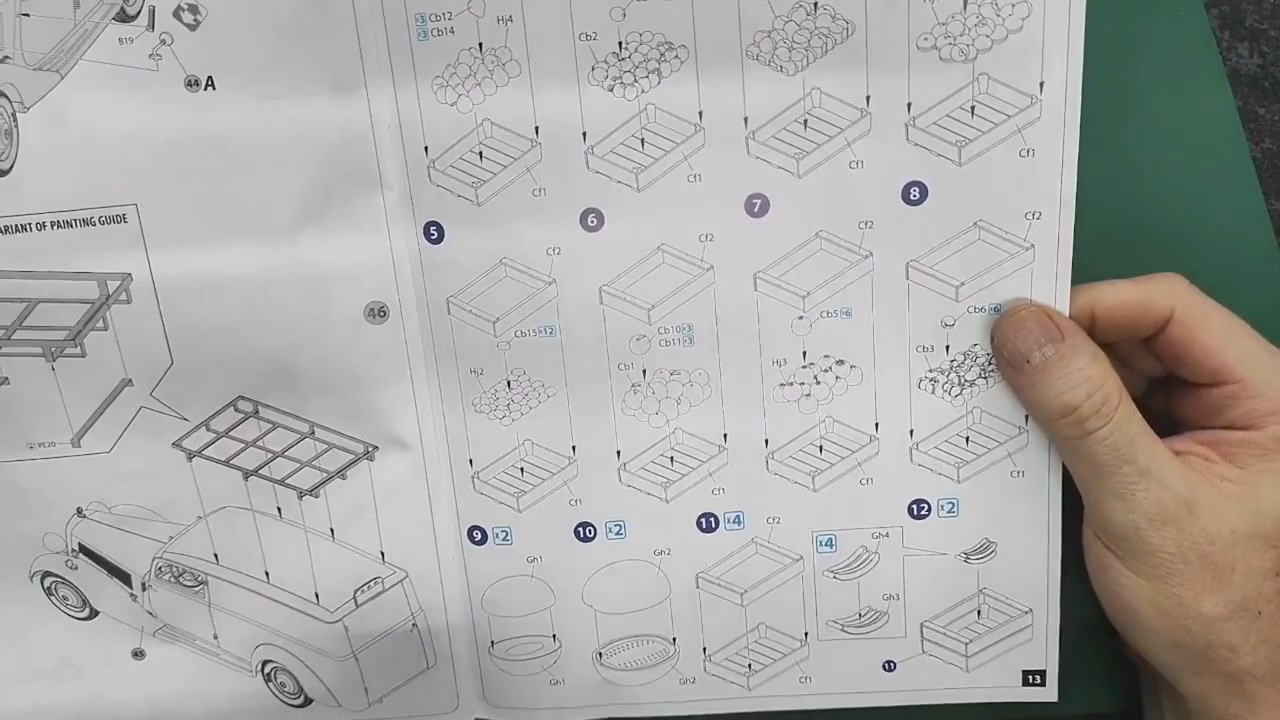 B19
44 A
ARIANT OF PAINTING GUIDE
PE20
46
45
x3 Cb12
x3 Cb14
Hj4
Cf1
Cb2
Cf1
Cf1
Cf1
5
Cf2
Cb15 x12
Hj2
Cf1
6
Cf2
Cb10 x3
Cb11 x3
Cb1
Cf1
7
Cf2
Cb5 x6
Hj3
Cf1
8
Cf2
Cb6 x6
Cb3
Cf1
9 x2
Gh1
Gh1
10 x2
Gh2
Gh2
11 x4
Cf2
Cf1
x4
Gh4
Gh3
12 x2
11
13